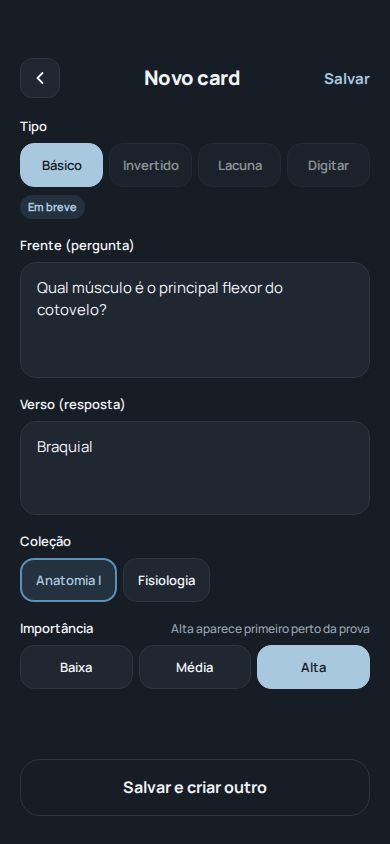 Novo card
Salvar
Tipo
Básico
Invertido
Lacuna
Digitar
Em breve
Frente (pergunta)
Qual músculo é o principal flexor do
cotovelo?
Verso (resposta)
Braquial
Coleção
Anatomia I
Fisiologia
Importância
Alta aparece primeiro perto da prova
Baixa
Média
Alta
Salvar e criar outro